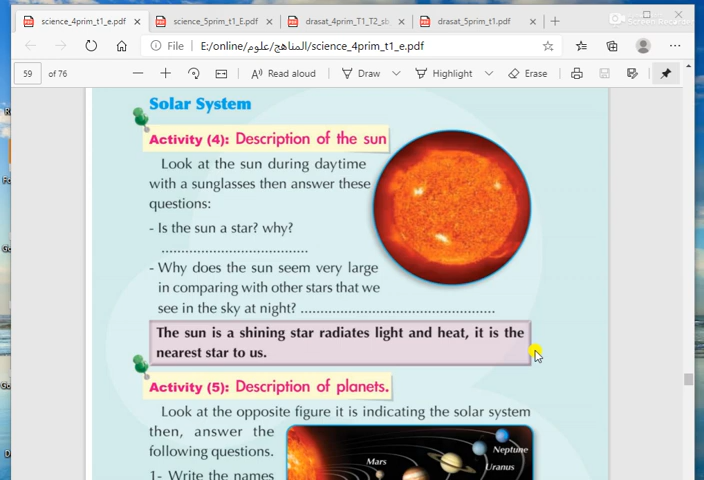 science_4prim_t1_e.pdf
science_5prim_t1_E.pdf
drasat_4prim_T1_T2_sb
drasat_5prim_t1.pdf
File E:/online/المناهج/علوم/science_4prim_t1_e.pdf
59 of 76 Read aloud Draw Highlight Erase
Solar System
Activity (4): Description of the sun
Look at the sun during daytime
with a sunglasses then answer these
questions:
- Is the sun a star? why?
....................................
- Why does the sun seem very large
in comparing with other stars that we
see in the sky at night? ................................................
The sun is a shining star radiates light and heat, it is the
nearest star to us.
Activity (5): Description of planets.
Look at the opposite figure it is indicating the solar system
then, answer the
following questions.
1- Write the names
Mars
Neptune
Uranus